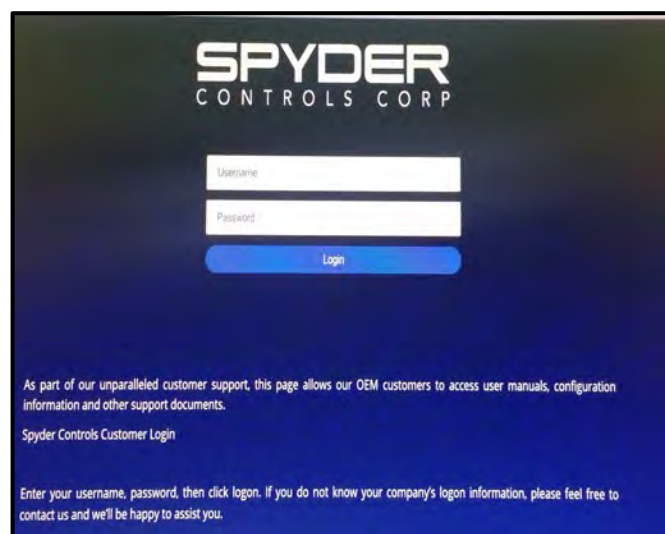 SPYDER
CONTROLS CORP
Username
Password
Login
As part of our unparalleled customer support, this page allows our OEM customers to access user manuals, configuration
information and other support documents.
Spyder Controls Customer Login
Enter your username, password, then click logon. If you do not know your company's logon information, please feel free to
contact us and we'll be happy to assist you.